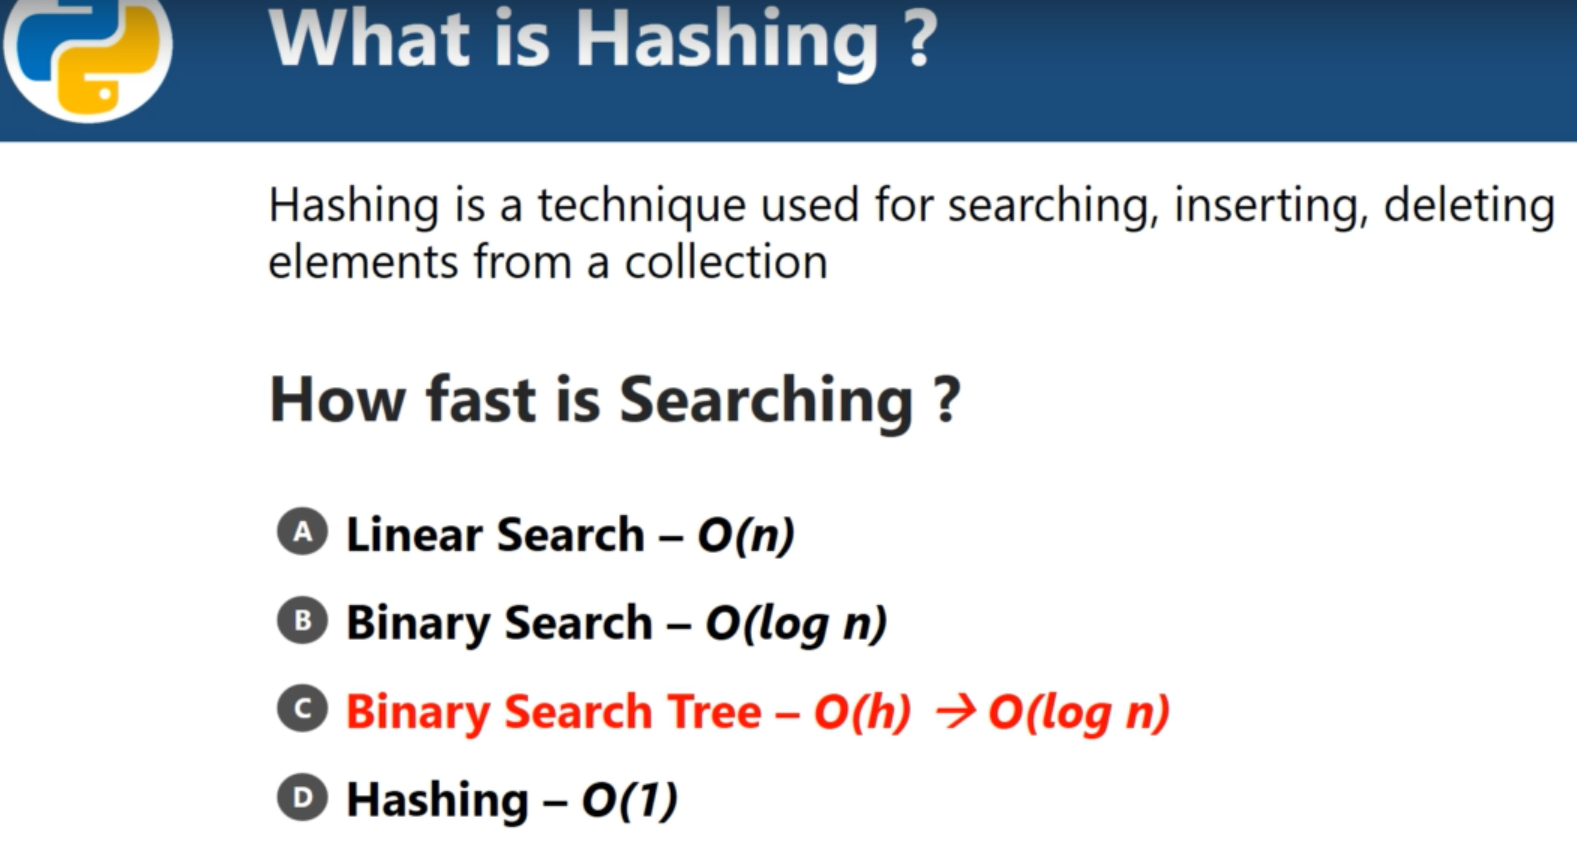 What is Hashing ?
Hashing is a technique used for searching, inserting, deleting
elements from a collection
How fast is Searching ?
A Linear Search – O(n)
B Binary Search – O(log n)
C Binary Search Tree – O(h) → O(log n)
D Hashing – O(1)